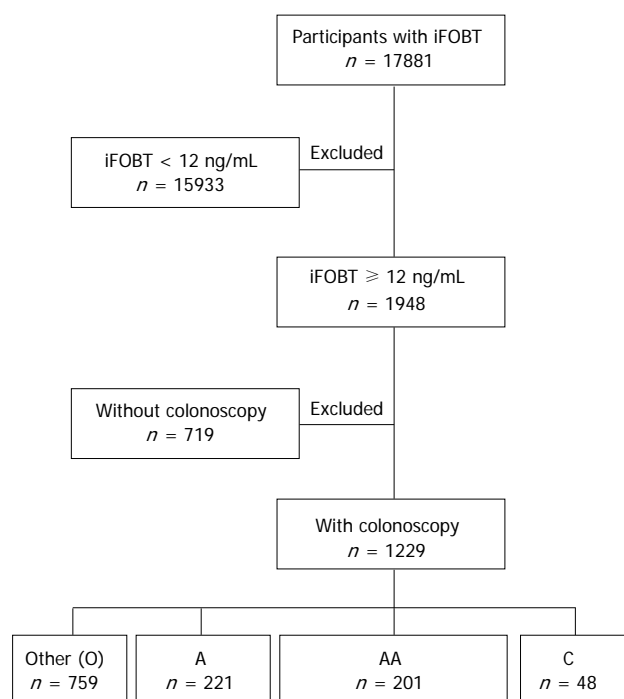 Participants with iFOBT
n = 17881
iFOBT < 12 ng/mL
n = 15933
Excluded
iFOBT ⩾ 12 ng/mL
n = 1948
Without colonoscopy
n = 719
Excluded
With colonoscopy
n = 1229
Other (O)
n = 759
A
n = 221
AA
n = 201
C
n = 48